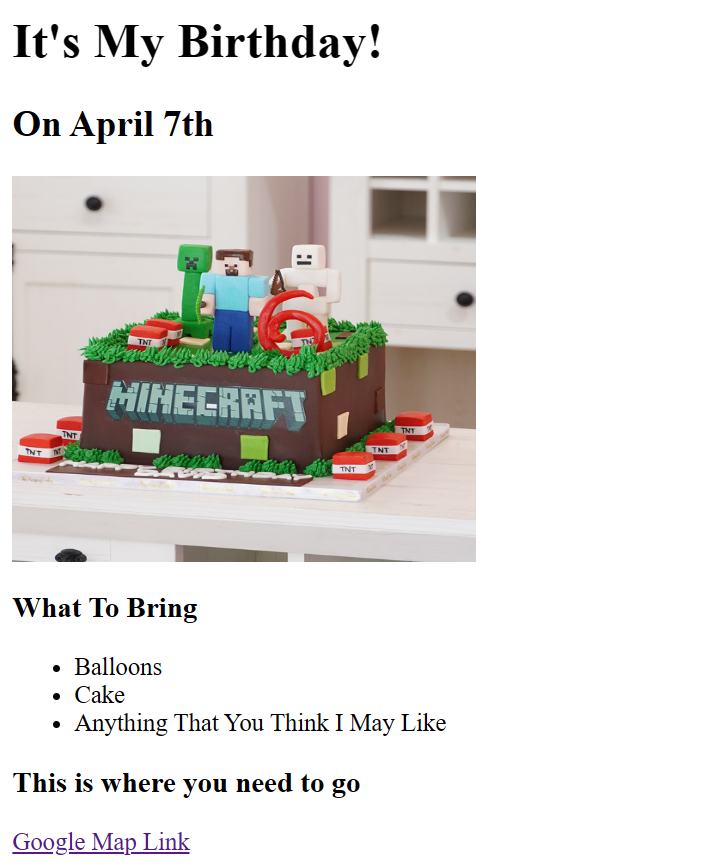 It's My Birthday!
On April 7th
6
MINECRAFT
TNT
TNT
TNT
TNT
TNT
TNT
TNT
What To Bring
Balloons
Cake
Anything That You Think I May Like
This is where you need to go
Google Map Link